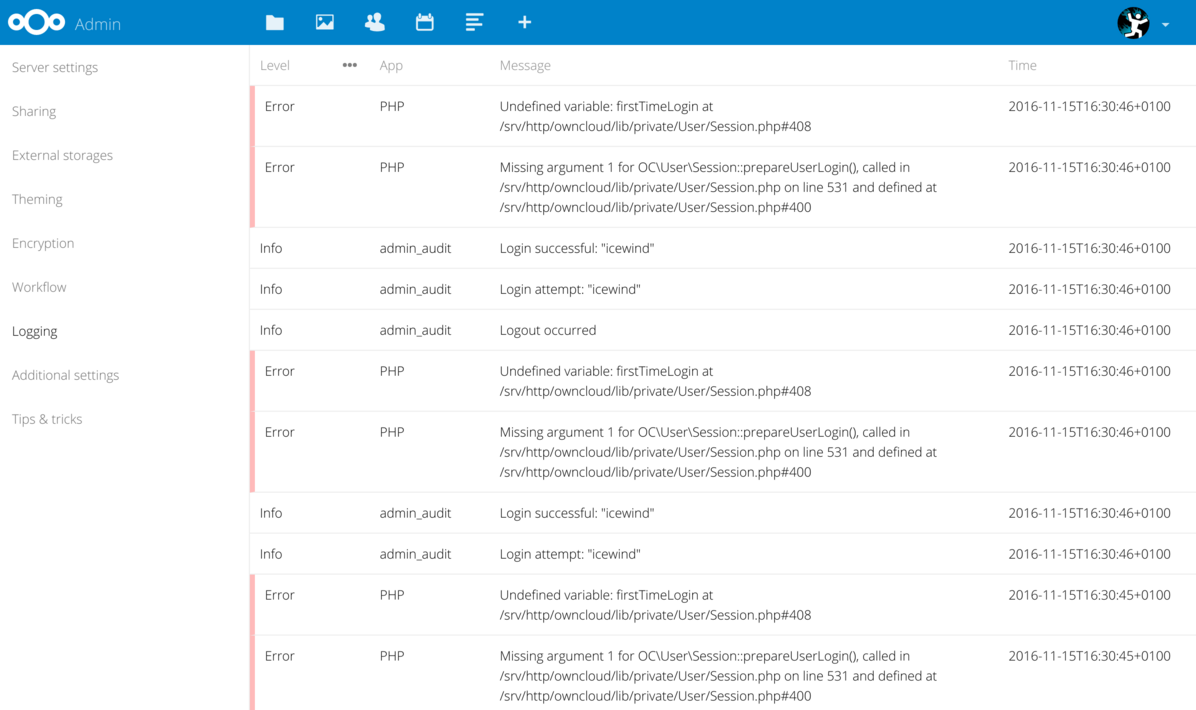 Admin
Server settings
Sharing
External storages
Theming
Encryption
Workflow
Logging
Additional settings
Tips & tricks
Level ••• App Message Time
Error PHP Undefined variable: firstTimeLogin at 2016-11-15T16:30:46+0100
/srv/http/owncloud/lib/private/User/Session.php#408
Error PHP Missing argument 1 for OC\User\Session::prepareUserLogin(), called in 2016-11-15T16:30:46+0100
/srv/http/owncloud/lib/private/User/Session.php on line 531 and defined at
/srv/http/owncloud/lib/private/User/Session.php#400
Info admin_audit Login successful: "icewind" 2016-11-15T16:30:46+0100
Info admin_audit Login attempt: "icewind" 2016-11-15T16:30:46+0100
Info admin_audit Logout occurred 2016-11-15T16:30:46+0100
Error PHP Undefined variable: firstTimeLogin at 2016-11-15T16:30:46+0100
/srv/http/owncloud/lib/private/User/Session.php#408
Error PHP Missing argument 1 for OC\User\Session::prepareUserLogin(), called in 2016-11-15T16:30:46+0100
/srv/http/owncloud/lib/private/User/Session.php on line 531 and defined at
/srv/http/owncloud/lib/private/User/Session.php#400
Info admin_audit Login successful: "icewind" 2016-11-15T16:30:46+0100
Info admin_audit Login attempt: "icewind" 2016-11-15T16:30:46+0100
Error PHP Undefined variable: firstTimeLogin at 2016-11-15T16:30:45+0100
/srv/http/owncloud/lib/private/User/Session.php#408
Error PHP Missing argument 1 for OC\User\Session::prepareUserLogin(), called in 2016-11-15T16:30:45+0100
/srv/http/owncloud/lib/private/User/Session.php on line 531 and defined at
/srv/http/owncloud/lib/private/User/Session.php#400